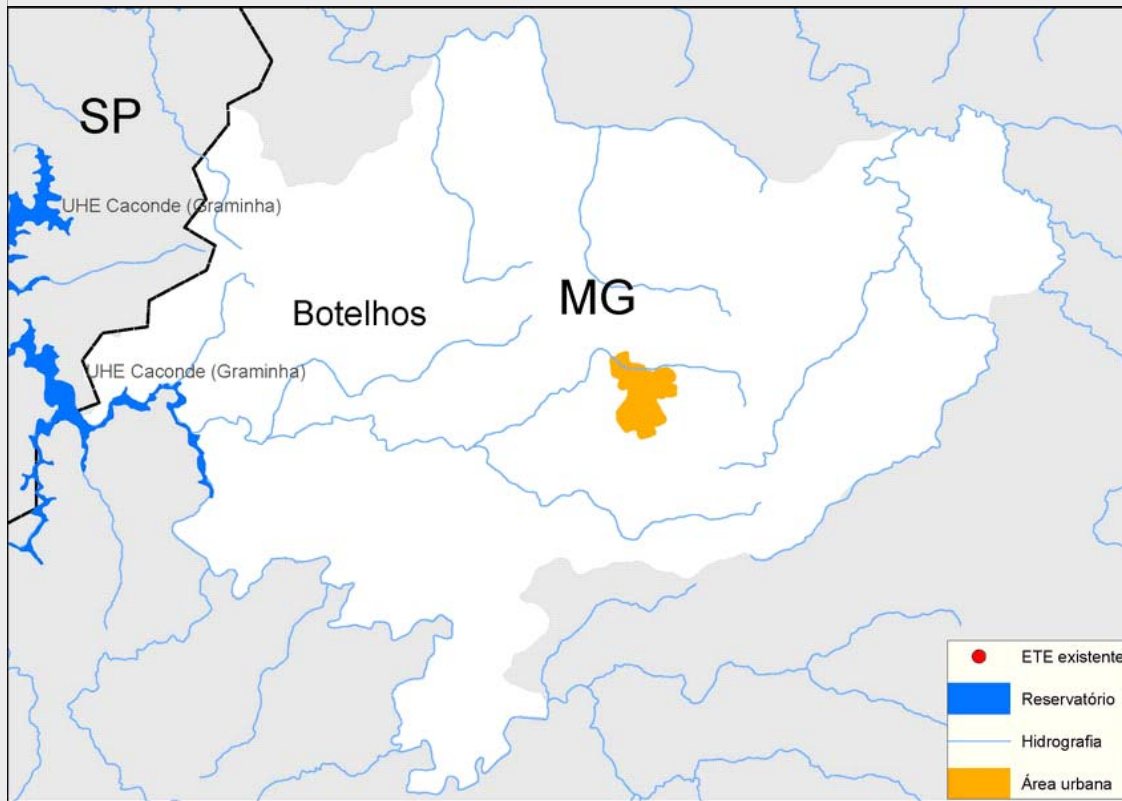 SP
UHE Caconde (Graminha)
MG
Botelhos
UHE Caconde (Graminha)
ETE existente
Reservatório
Hidrografia
Área urbana